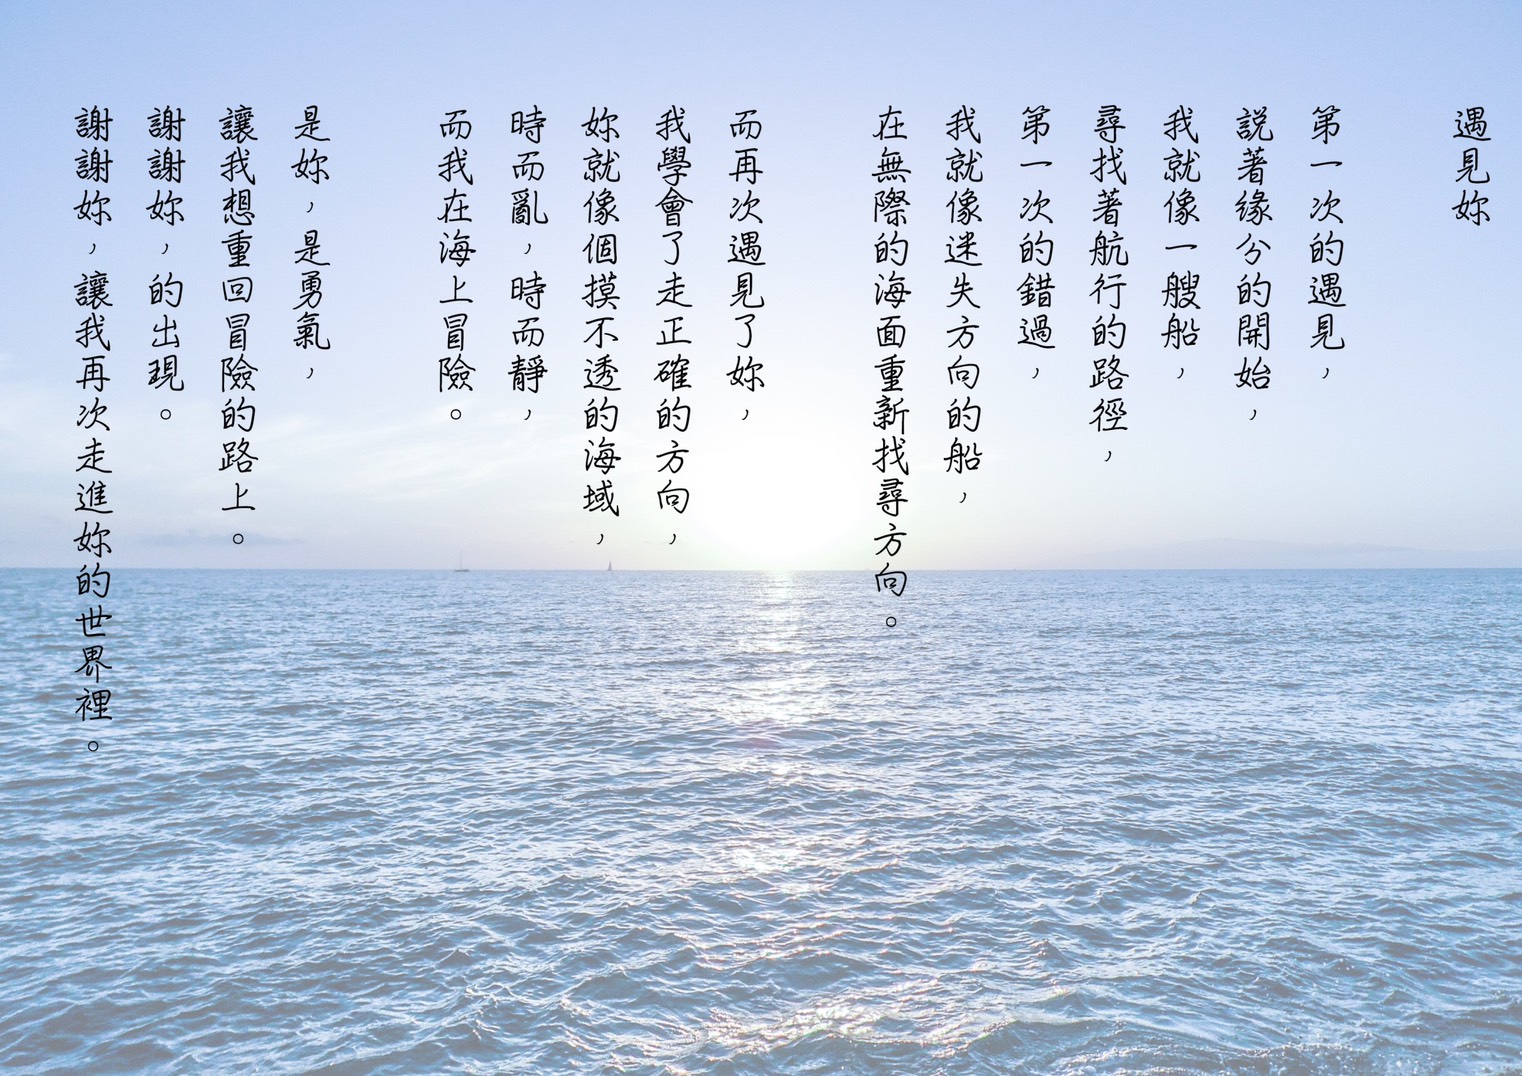 遇見妳
第一次的遇見，
說著緣分的開始，
我就像一艘船，
尋找著航行的路徑，
第一次的錯過，
我就像迷失方向的船，
在無際的海面重新找尋方向。
而再次遇見了妳，
我學會了走正確的方向，
妳就像個摸不透的海域，
時而亂，時而靜，
而我在海上冒險。
是妳，是勇氣，
讓我想重回冒險的路上。
謝謝妳，的出現。
謝謝妳，讓我再次走進妳的世界裡。